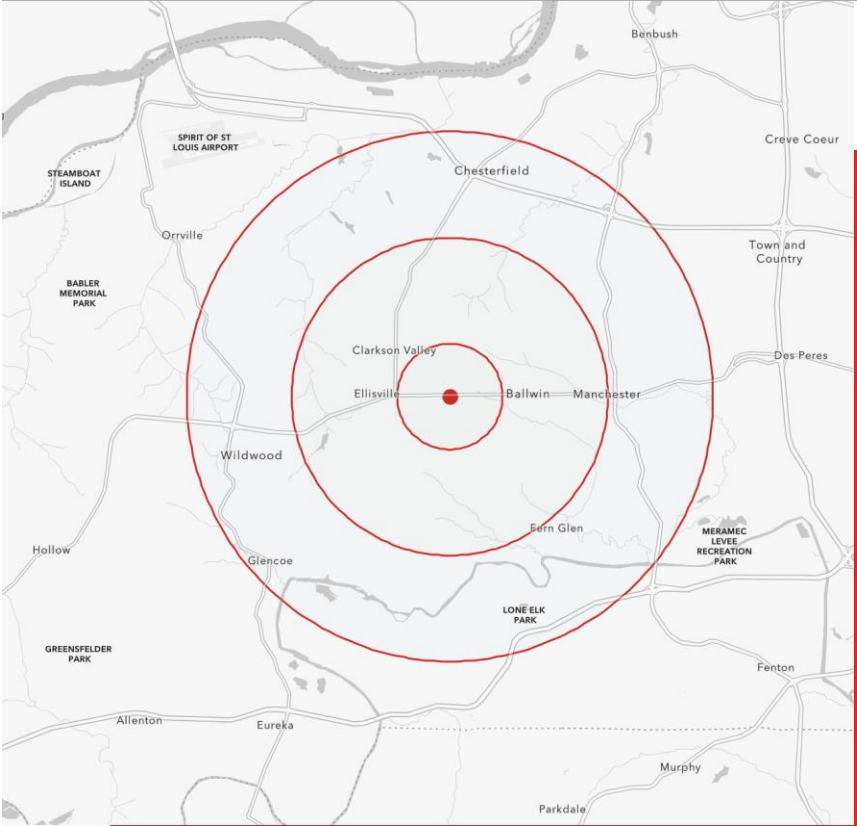 Benbush
SPIRIT OF ST
LOUIS AIRPORT
Creve Coeur
Chesterfield
STEAMBOAT
ISLAND
Orrville
Town and
Country
BABLER
MEMORIAL
PARK
Clarkson Valley
Des Peres
Ellisville
Ballwin
Manchester
Wildwood
Fern Glen
MERAMEC
LEVEE
RECREATION
PARK
Hollow
Glencoe
LONE ELK
PARK
GREENSFELDER
PARK
Fenton
Allenton
Eureka
Murphy
Parkdale